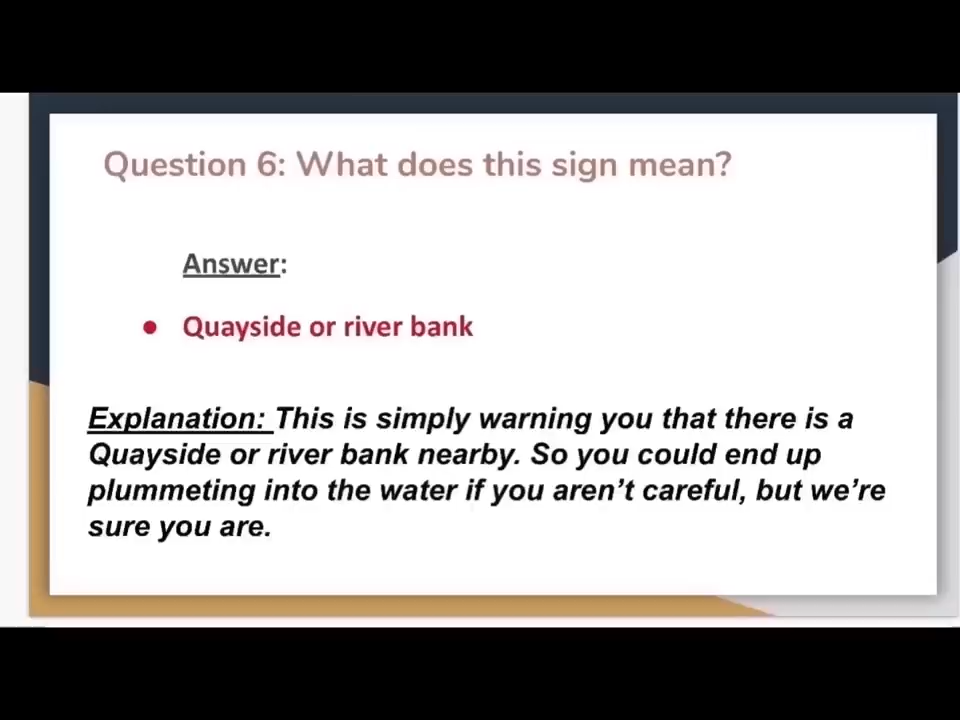 Question 6: What does this sign mean?
Answer:
● Quayside or river bank
Explanation: This is simply warning you that there is a
Quayside or river bank nearby. So you could end up
plummeting into the water if you aren’t careful, but we’re
sure you are.